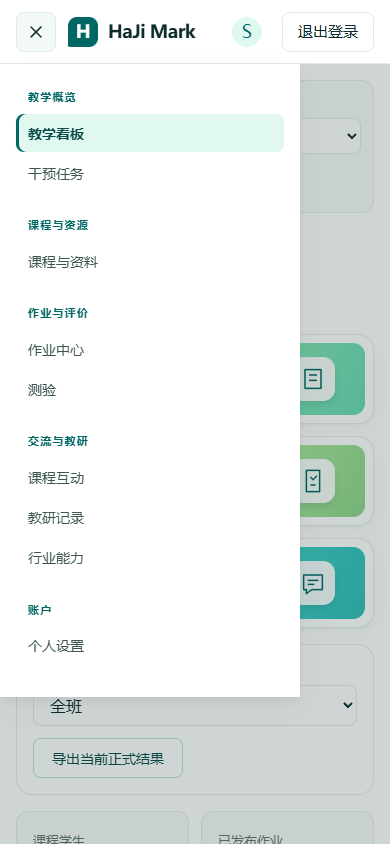 H HaJi Mark S 退出登录
教学概览
教学看板
干预任务
课程与资源
课程与资料
作业与评价
作业中心
测验
交流与教研
课程互动
教研记录
行业能力
账户
个人设置
全班
导出当前正式结果
课程学生 已发布作业